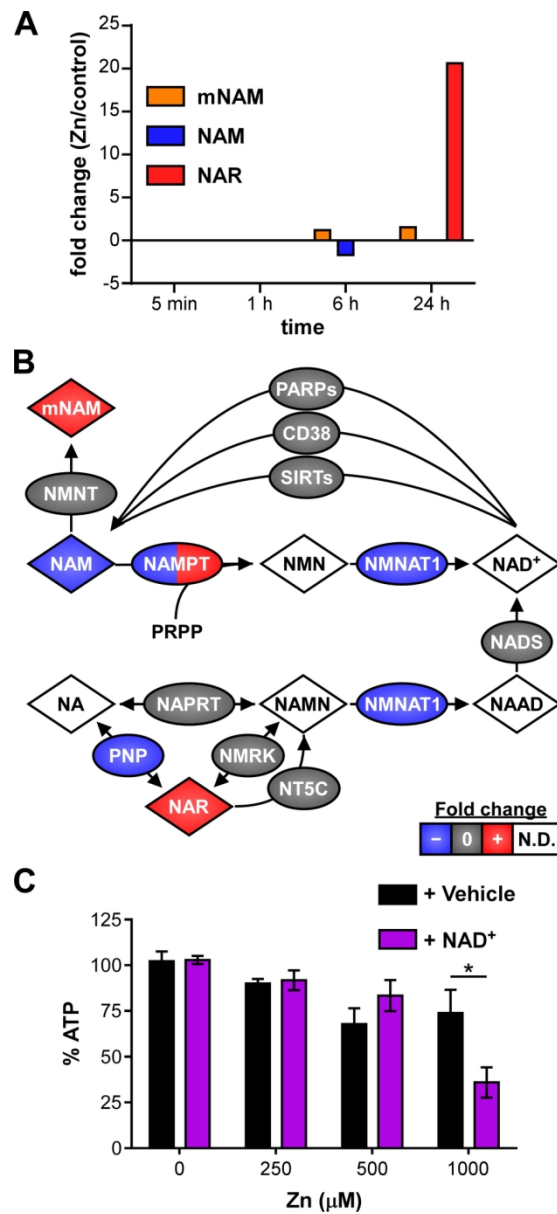 A
fold change (Zn/control)
25
20
15
10
5
0
-5
mNAM
NAM
NAR
5 min 1 h 6 h 24 h
time
B
mNAM
PARPs
CD38
NMNT
SIRTs
NAM NAMPT NMN NMNAT1 NAD+
PRPP
NADS
NA NAPRT NAMN NMNAT1 NAAD
PNP NMRK
NT5C
NAR
Fold change
− 0 + N.D.
C
+ Vehicle
+ NAD+
% ATP
125
100
75
50
25
0
*
0 250 500 1000
Zn (μM)